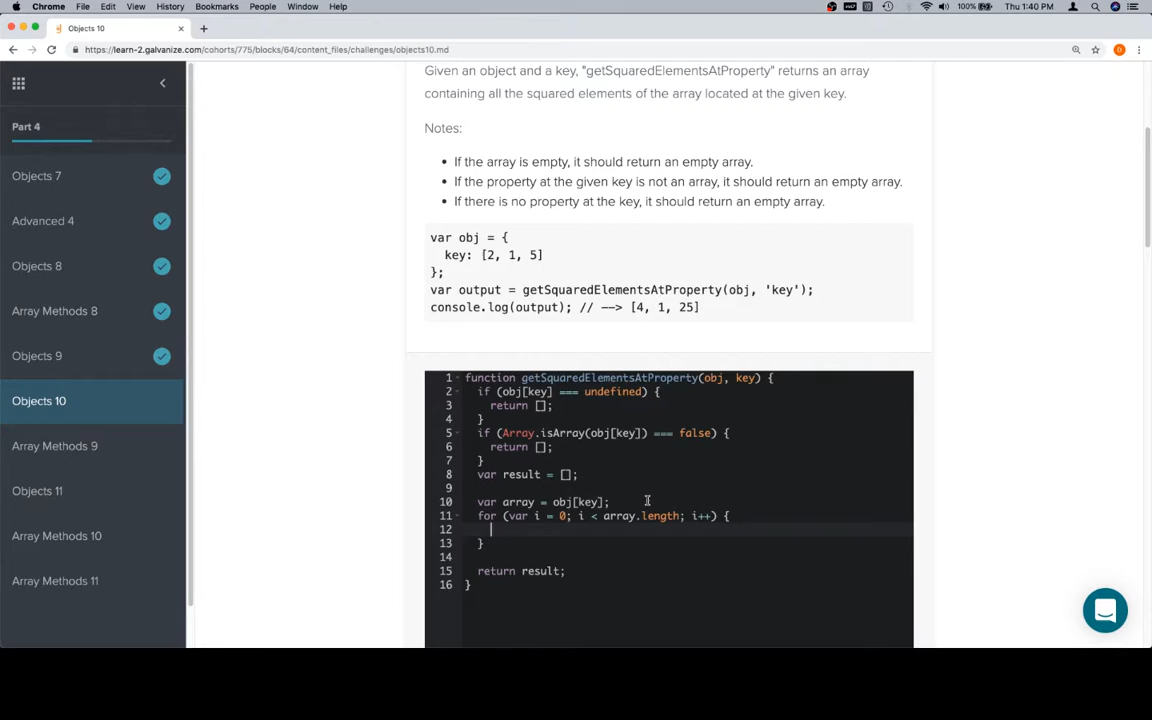 Chrome File Edit View History Bookmarks People Window Help 100% Thu 1:40 PM
Objects 10
https://learn-2.galvanize.com/cohorts/775/blocks/64/content_files/challenges/objects10.md
Part 4
Objects 7
Advanced 4
Objects 8
Array Methods 8
Objects 9
Objects 10
Array Methods 9
Objects 11
Array Methods 10
Array Methods 11
Given an object and a key, "getSquaredElementsAtProperty" returns an array
containing all the squared elements of the array located at the given key.
Notes:
• If the array is empty, it should return an empty array.
• If the property at the given key is not an array, it should return an empty array.
• If there is no property at the key, it should return an empty array.
var obj = {
  key: [2, 1, 5]
};
var output = getSquaredElementsAtProperty(obj, 'key');
console.log(output); // --> [4, 1, 25]
1 function getSquaredElementsAtProperty(obj, key) {
2   if (obj[key] === undefined) {
3     return [];
4   }
5   if (Array.isArray(obj[key]) === false) {
6     return [];
7   }
8   var result = [];
9
10   var array = obj[key];
11   for (var i = 0; i < array.length; i++) {
12
13   }
14
15   return result;
16 }